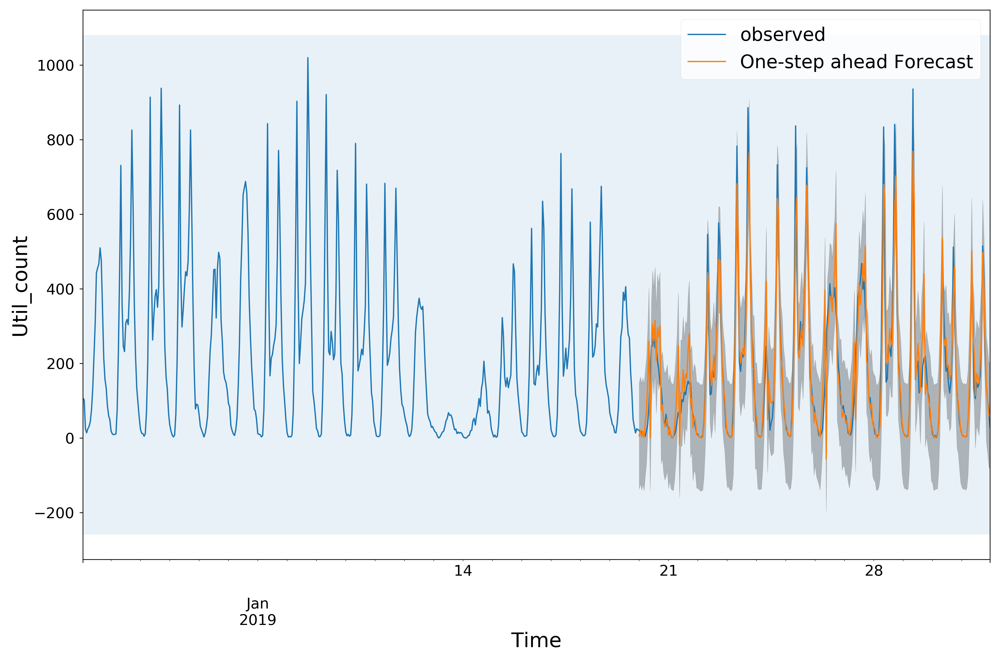 observed
One-step ahead Forecast
1000
800
600
400
200
0
−200
Util_count
14
21
28
Jan
2019
Time